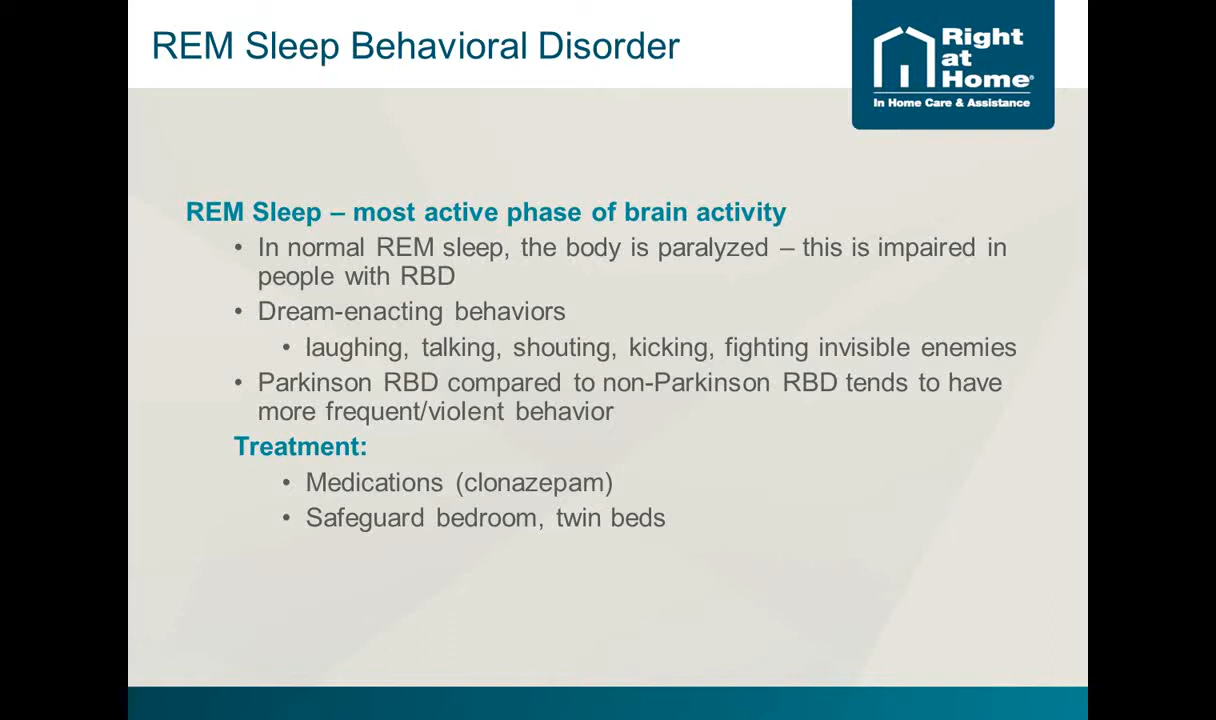 REM Sleep Behavioral Disorder
Right
at
Home®
In Home Care & Assistance
REM Sleep – most active phase of brain activity
• In normal REM sleep, the body is paralyzed – this is impaired in
people with RBD
• Dream-enacting behaviors
• laughing, talking, shouting, kicking, fighting invisible enemies
• Parkinson RBD compared to non-Parkinson RBD tends to have
more frequent/violent behavior
Treatment:
• Medications (clonazepam)
• Safeguard bedroom, twin beds